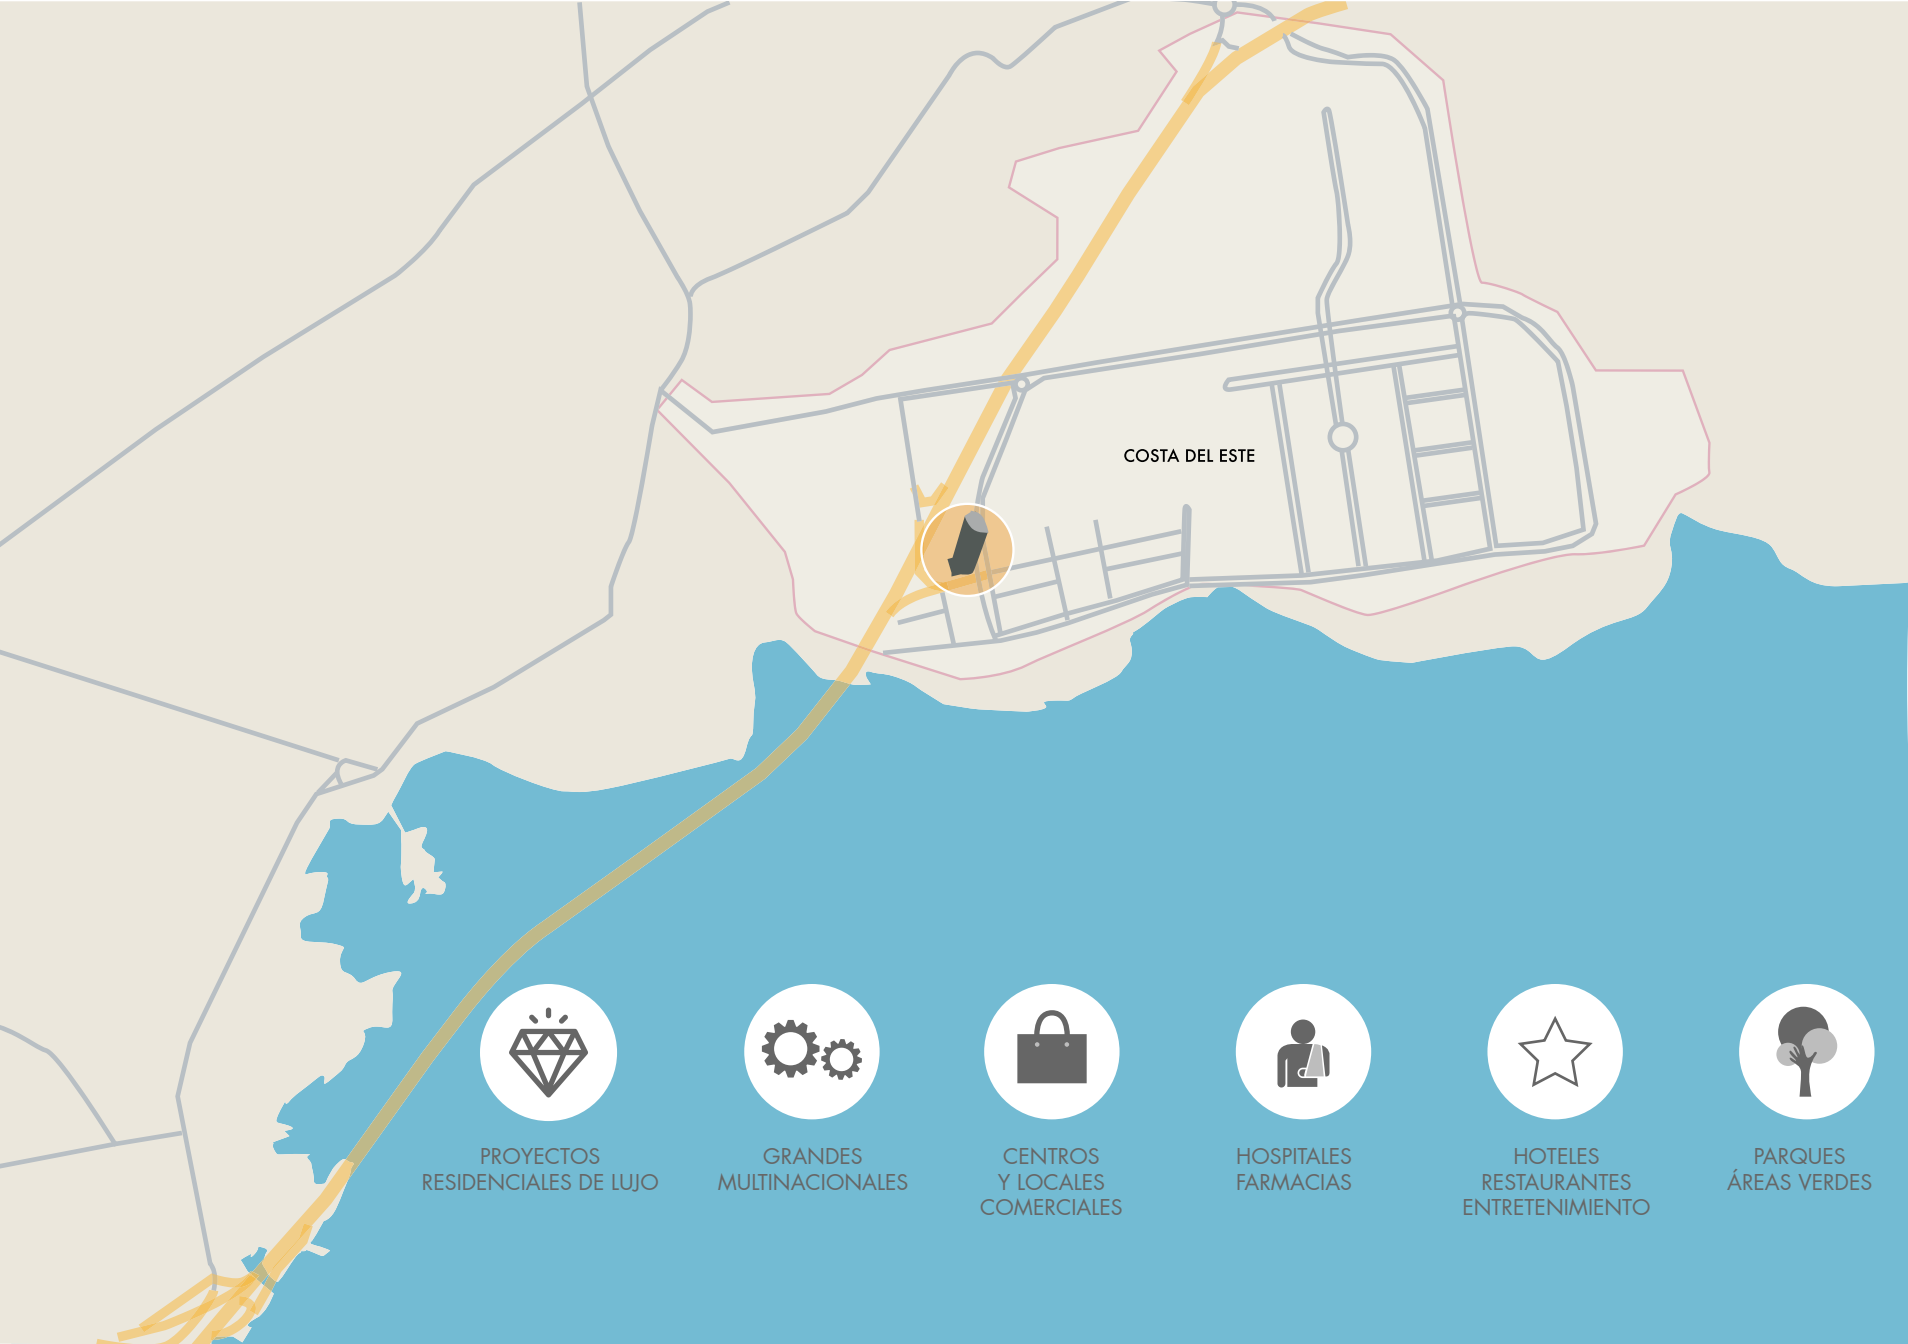 COSTA DEL ESTE
PROYECTOS
RESIDENCIALES DE LUJO
GRANDES
MULTINACIONALES
CENTROS
Y LOCALES
COMERCIALES
HOSPITALES
FARMACIAS
HOTELES
RESTAURANTES
ENTRETENIMIENTO
PARQUES
ÁREAS VERDES